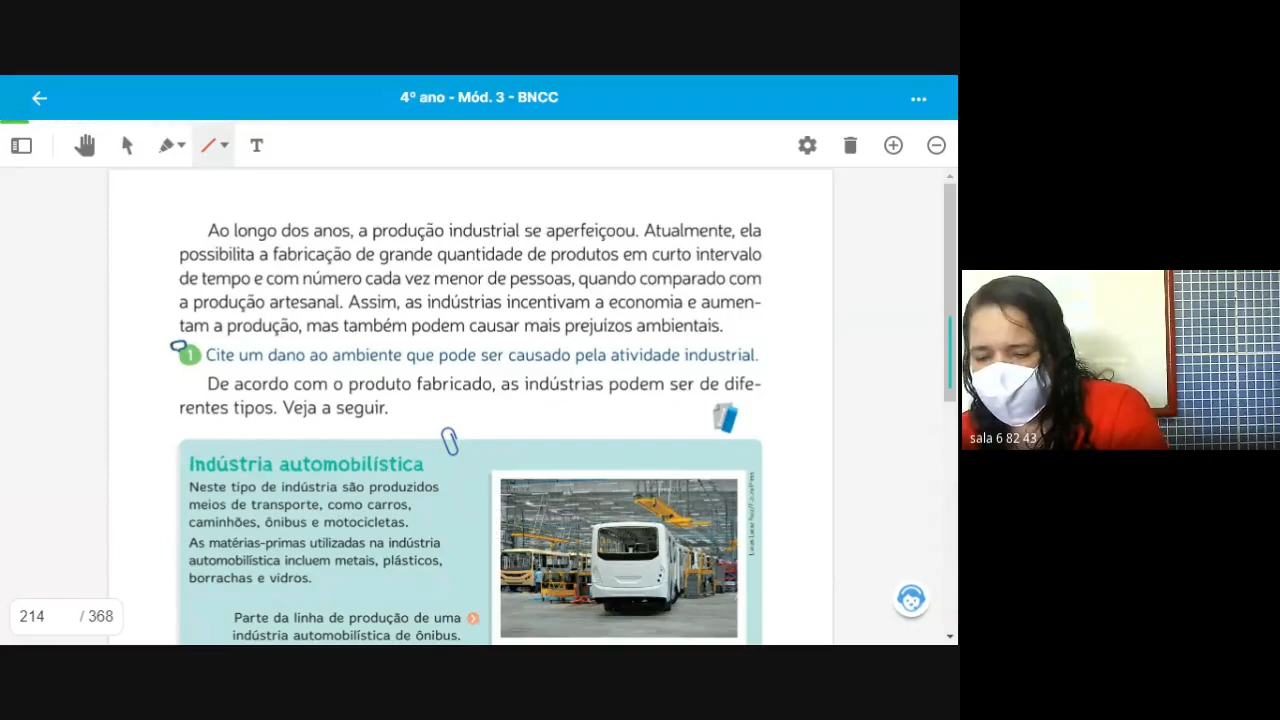 4º ano - Mód. 3 - BNCC
T
Ao longo dos anos, a produção industrial se aperfeiçoou. Atualmente, ela
possibilita a fabricação de grande quantidade de produtos em curto intervalo
de tempo e com número cada vez menor de pessoas, quando comparado com
a produção artesanal. Assim, as indústrias incentivam a economia e aumen-
tam a produção, mas também podem causar mais prejuízos ambientais.
1 Cite um dano ao ambiente que pode ser causado pela atividade industrial.
De acordo com o produto fabricado, as indústrias podem ser de dife-
rentes tipos. Veja a seguir.
Indústria automobilística
Neste tipo de indústria são produzidos
meios de transporte, como carros,
caminhões, ônibus e motocicletas.
As matérias-primas utilizadas na indústria
automobilística incluem metais, plásticos,
borrachas e vidros.
Parte da linha de produção de uma
indústria automobilística de ônibus.
214 / 368
sala 6 82 43